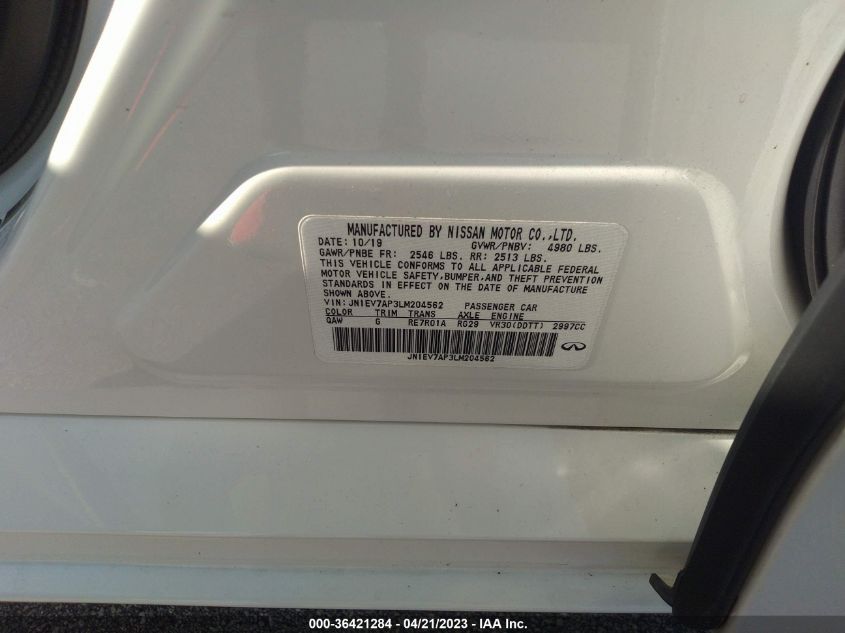 MANUFACTURED BY NISSAN MOTOR CO.,LTD.
DATE: 10/19 GVWR/PNBV: 4980 LBS.
GAWR/PNBE FR: 2546 LBS. RR: 2513 LBS.
THIS VEHICLE CONFORMS TO ALL APPLICABLE FEDERAL
MOTOR VEHICLE SAFETY,BUMPER,AND THEFT PREVENTION
STANDARDS IN EFFECT ON THE DATE OF MANUFACTURE
SHOWN ABOVE.
VIN: JN1EV7AP3LM204562 PASSENGER CAR
COLOR TRIM TRANS AXLE ENGINE
QAW G RE7R01A RG29 VR30(DDTT) 2997CC
JN1EV7AP3LM204562
000-36421284 - 04/21/2023 - IAA Inc.